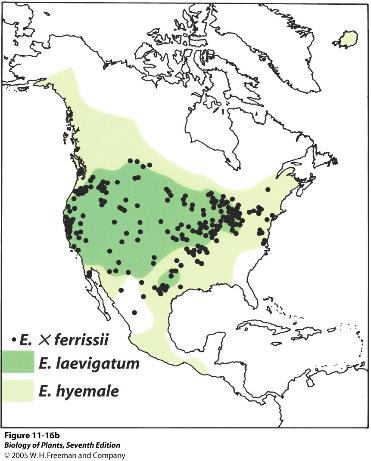 • E. × ferrissii
E. laevigatum
E. hyemale
Figure 11-16b
Biology of Plants, Seventh Edition
© 2005 W.H.Freeman and Company